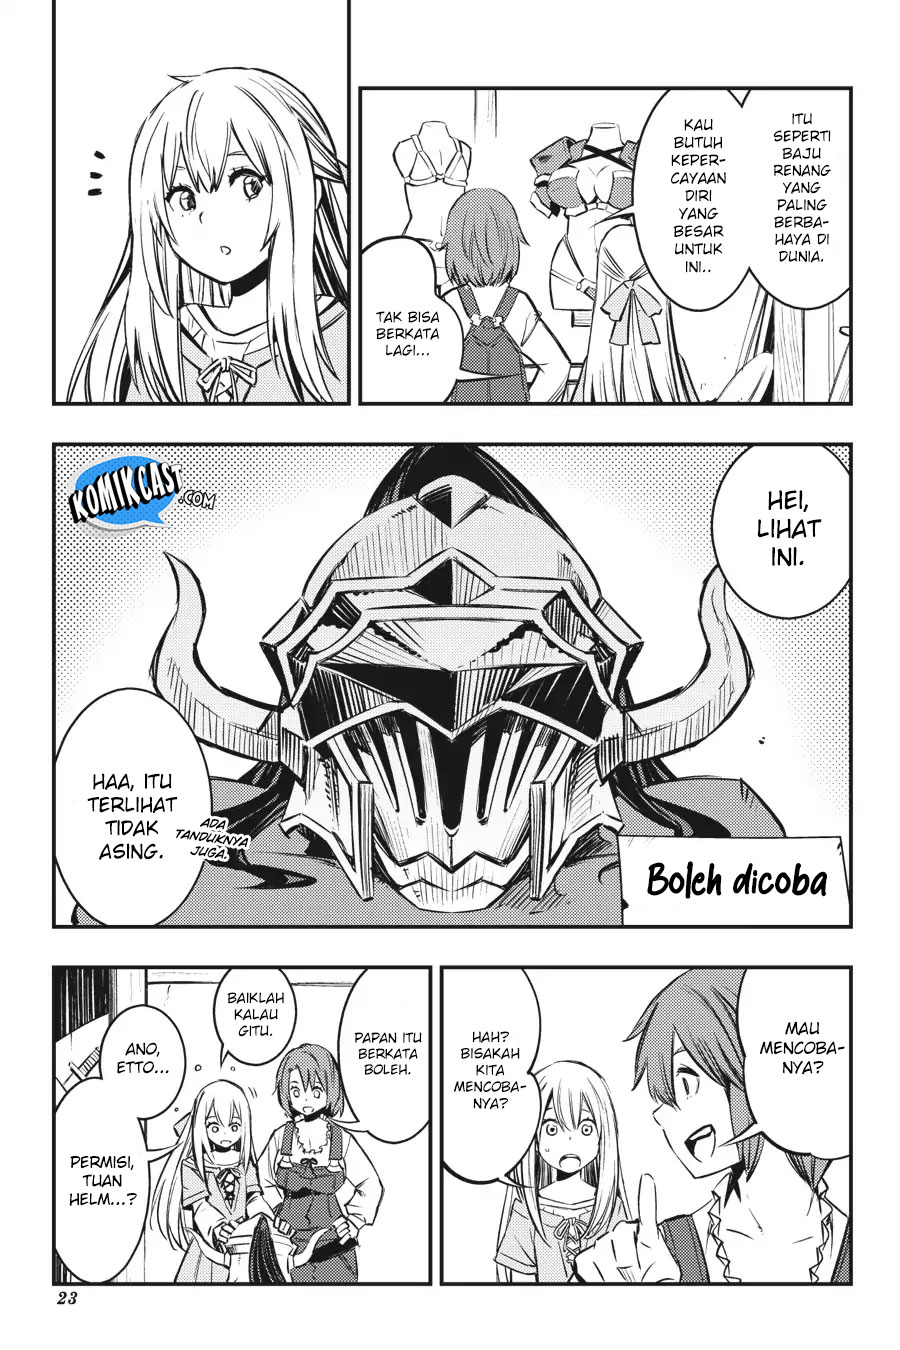 ITU
SEPERTI
BAJU
RENANG
YANG
PALING
BERBA-
HAYA DI
DUNIA.
KAU
BUTUH
KEPER-
CAYAAN
DIRI
YANG
BESAR
UNTUK
INI..
TAK BISA
BERKATA
LAGI...
HEI,
LIHAT
INI.
KOMIKCAST
.COM
HAA, ITU
TERLIHAT
TIDAK
ASING.
ADA
TANDUKNYA
JUGA.
Boleh dicoba
MAU
MENCOBA-
NYA?
HAH?
BISAKAH
KITA
MENCOBA-
NYA?
PAPAN ITU
BERKATA
BOLEH.
BAIKLAH
KALAU
GITU.
ANO,
ETTO...
PERMISI,
TUAN
HELM...?
23